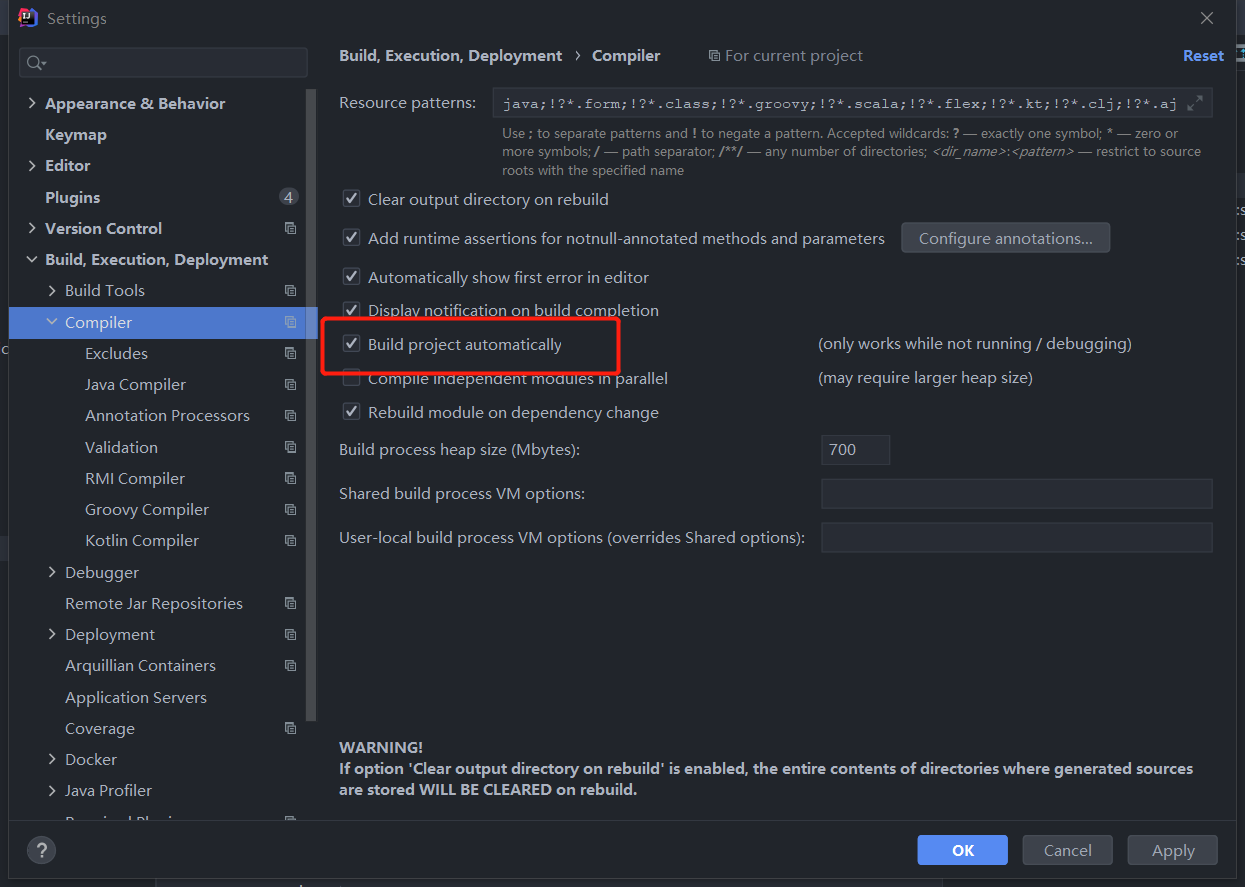 Settings
Build, Execution, Deployment › Compiler For current project Reset
Appearance & Behavior
Keymap
Editor
Plugins 4
Version Control
Build, Execution, Deployment
Build Tools
Compiler
Excludes
Java Compiler
Annotation Processors
Validation
RMI Compiler
Groovy Compiler
Kotlin Compiler
Debugger
Remote Jar Repositories
Deployment
Arquillian Containers
Application Servers
Coverage
Docker
Java Profiler
Resource patterns: java;!?*.form;!?*.class;!?*.groovy;!?*.scala;!?*.flex;!?*.kt;!?*.clj;!?*.aj
Use ; to separate patterns and ! to negate a pattern. Accepted wildcards: ? — exactly one symbol; * — zero or
more symbols; / — path separator; /**/ — any number of directories; <dir_name>:<pattern> — restrict to source
roots with the specified name
Clear output directory on rebuild
Add runtime assertions for notnull-annotated methods and parameters Configure annotations...
Automatically show first error in editor
Display notification on build completion
Build project automatically (only works while not running / debugging)
Compile independent modules in parallel (may require larger heap size)
Rebuild module on dependency change
Build process heap size (Mbytes): 700
Shared build process VM options:
User-local build process VM options (overrides Shared options):
WARNING!
If option 'Clear output directory on rebuild' is enabled, the entire contents of directories where generated sources
are stored WILL BE CLEARED on rebuild.
? OK Cancel Apply